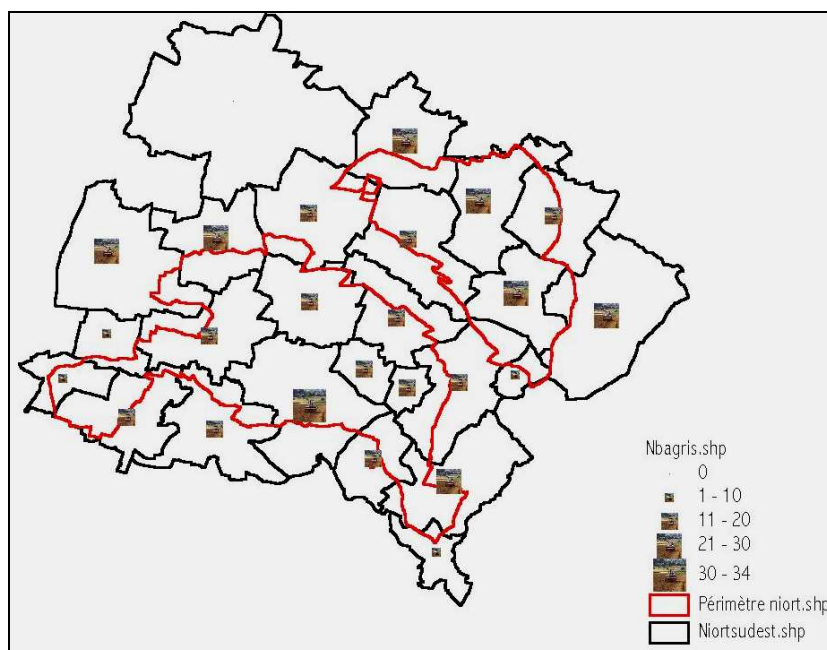 Nbagris.shp
0
1 - 10
11 - 20
21 - 30
30 - 34
Périmètre niort.shp
Niortsudest.shp